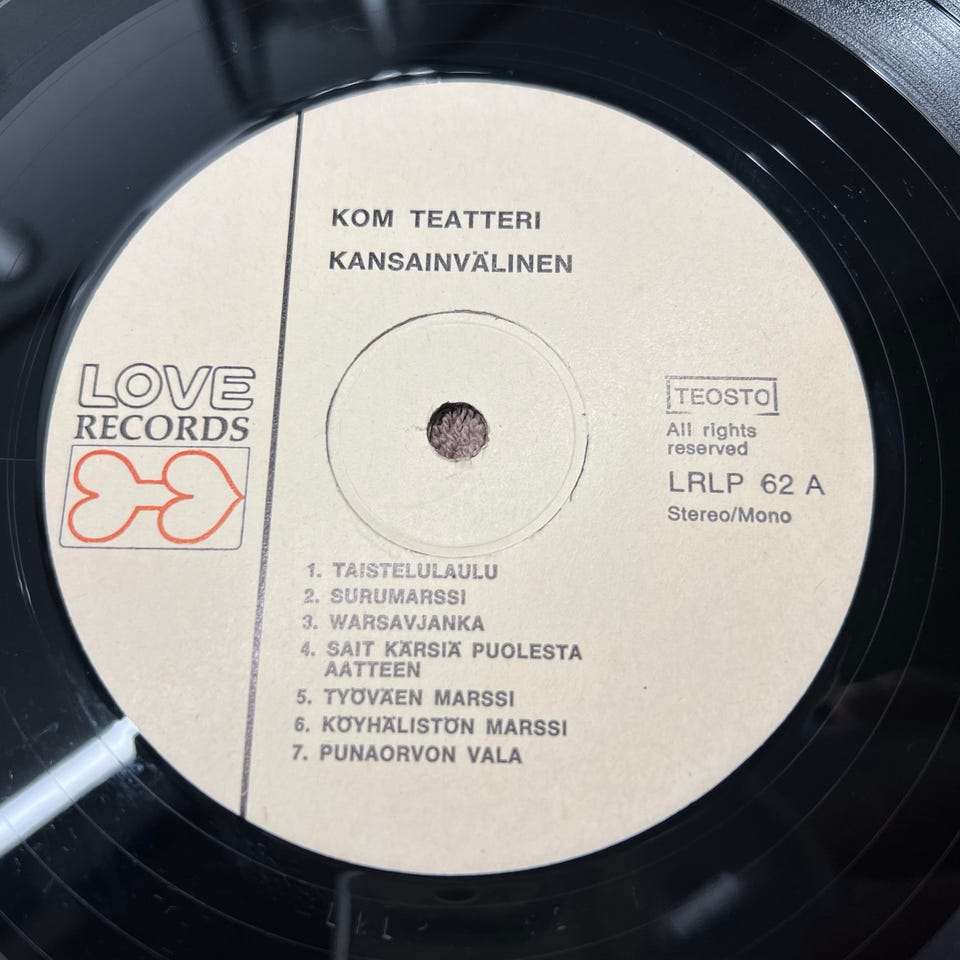 KOM TEATTERI
KANSAINVÄLINEN
LOVE
RECORDS
TEOSTO
All rights
reserved
LRLP 62 A
Stereo/Mono
1. TAISTELULAULU
2. SURUMARSSI
3. WARSAVJANKA
4. SAIT KÄRSIÄ PUOLESTA
AATTEEN
5. TYÖVÄEN MARSSI
6. KÖYHÄLISTÖN MARSSI
7. PUNAORVON VALA